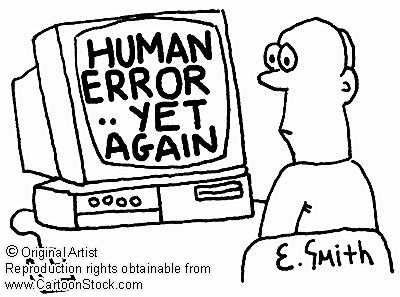 HUMAN
ERROR
.. YET
AGAIN
E. Smith
© Original Artist
Reproduction rights obtainable from
www.CartoonStock.com